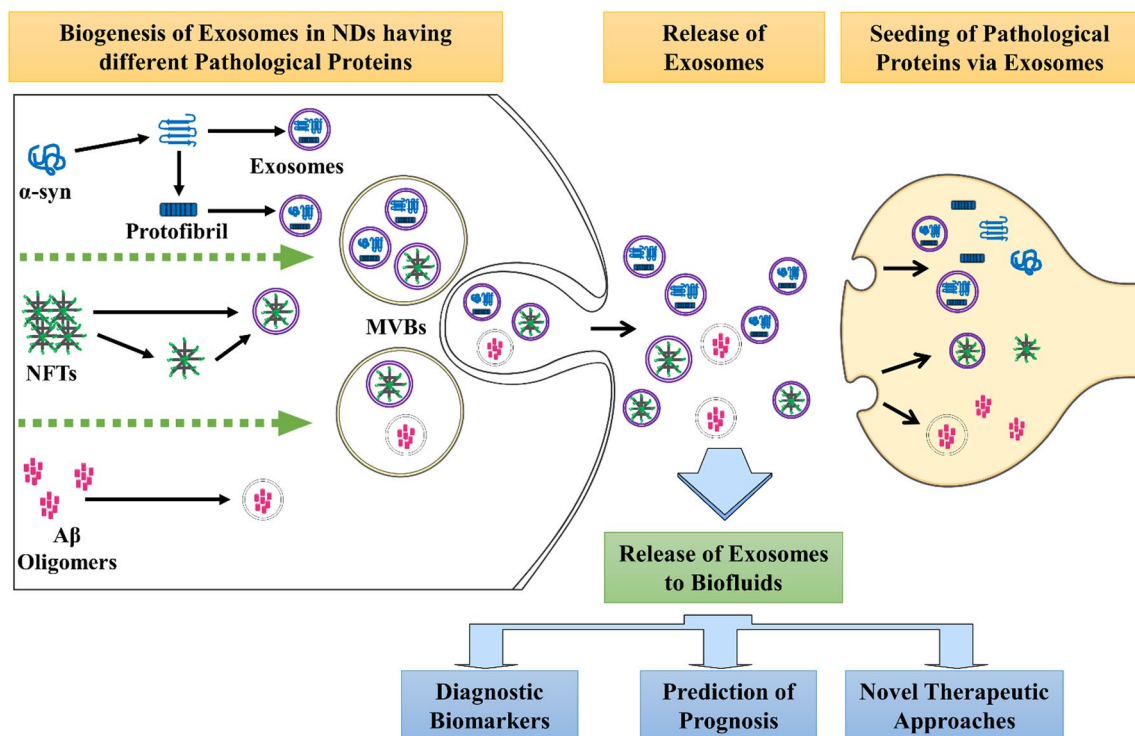 Biogenesis of Exosomes in NDs having
different Pathological Proteins
Release of
Exosomes
Seeding of Pathological
Proteins via Exosomes
α-syn
Exosomes
Protofibril
NFTs
MVBs
Aβ
Oligomers
Release of Exosomes
to Biofluids
Diagnostic
Biomarkers
Prediction of
Prognosis
Novel Therapeutic
Approaches